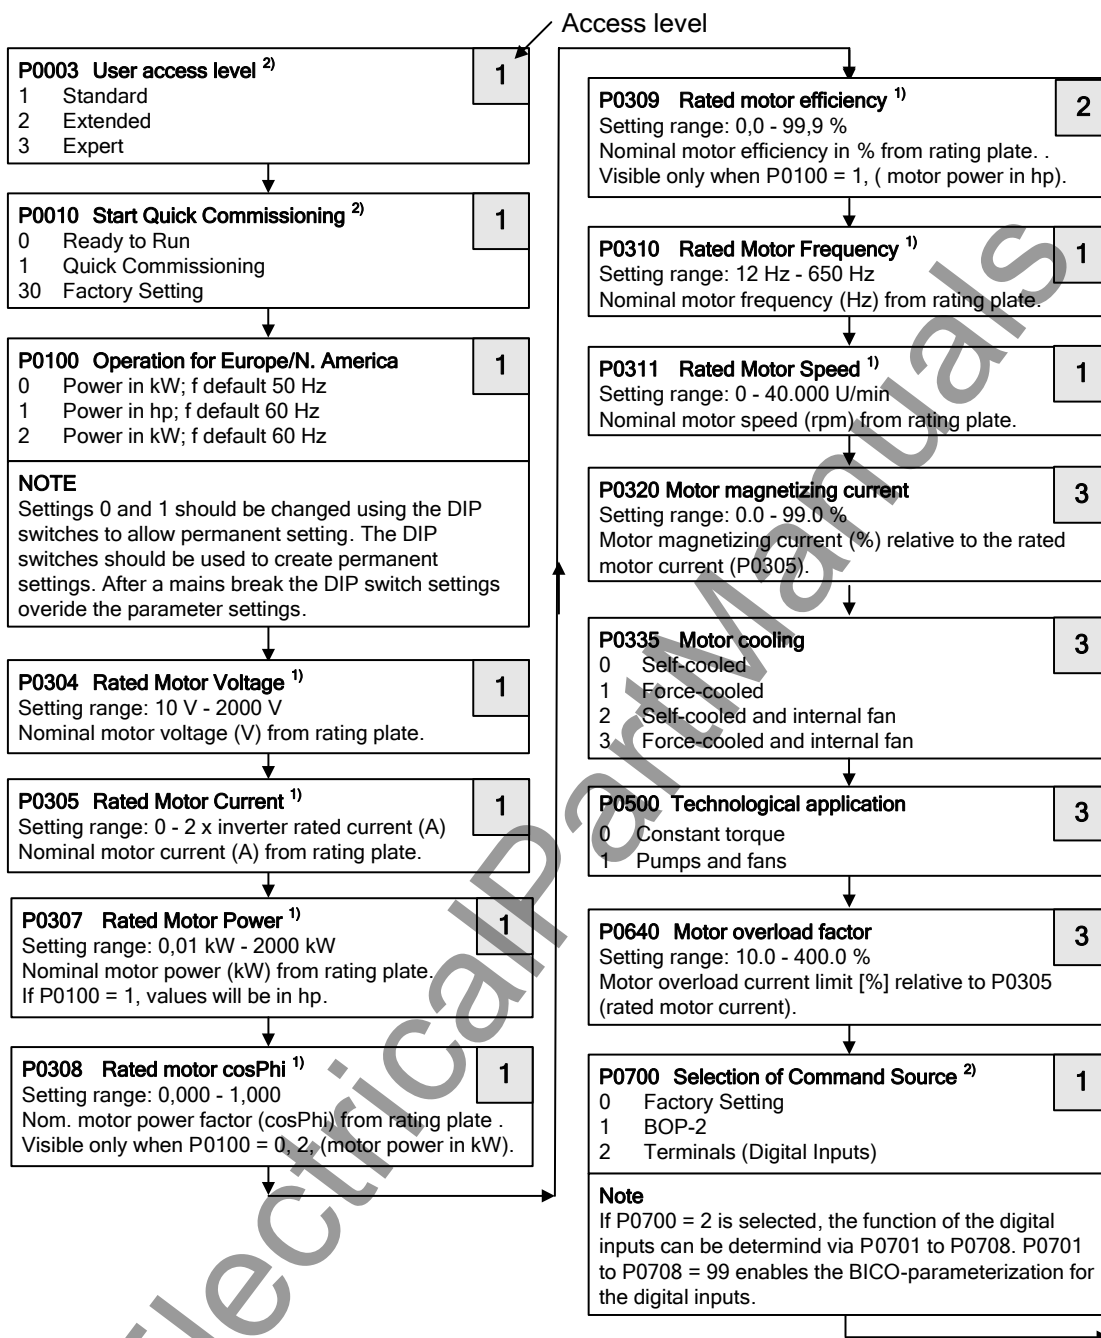 Access level
P0003 User access level 2)
1
1 Standard
2 Extended
3 Expert
P0010 Start Quick Commissioning 2)
1
0 Ready to Run
1 Quick Commissioning
30 Factory Setting
P0100 Operation for Europe/N. America
1
0 Power in kW; f default 50 Hz
1 Power in hp; f default 60 Hz
2 Power in kW; f default 60 Hz
NOTE
Settings 0 and 1 should be changed using the DIP
switches to allow permanent setting. The DIP
switches should be used to create permanent
settings. After a mains break the DIP switch settings
overide the parameter settings.
P0304 Rated Motor Voltage 1)
1
Setting range: 10 V - 2000 V
Nominal motor voltage (V) from rating plate.
P0305 Rated Motor Current 1)
1
Setting range: 0 - 2 x inverter rated current (A)
Nominal motor current (A) from rating plate.
P0307 Rated Motor Power 1)
1
Setting range: 0,01 kW - 2000 kW
Nominal motor power (kW) from rating plate.
If P0100 = 1, values will be in hp.
P0308 Rated motor cosPhi 1)
1
Setting range: 0,000 - 1,000
Nom. motor power factor (cosPhi) from rating plate .
Visible only when P0100 = 0, 2, (motor power in kW).
P0309 Rated motor efficiency 1)
2
Setting range: 0,0 - 99,9 %
Nominal motor efficiency in % from rating plate. .
Visible only when P0100 = 1, ( motor power in hp).
P0310 Rated Motor Frequency 1)
1
Setting range: 12 Hz - 650 Hz
Nominal motor frequency (Hz) from rating plate.
P0311 Rated Motor Speed 1)
1
Setting range: 0 - 40.000 U/min
Nominal motor speed (rpm) from rating plate.
P0320 Motor magnetizing current
3
Setting range: 0.0 - 99.0 %
Motor magnetizing current (%) relative to the rated
motor current (P0305).
P0335 Motor cooling
3
0 Self-cooled
1 Force-cooled
2 Self-cooled and internal fan
3 Force-cooled and internal fan
P0500 Technological application
3
0 Constant torque
1 Pumps and fans
P0640 Motor overload factor
3
Setting range: 10.0 - 400.0 %
Motor overload current limit [%] relative to P0305
(rated motor current).
P0700 Selection of Command Source 2)
1
0 Factory Setting
1 BOP-2
2 Terminals (Digital Inputs)
Note
If P0700 = 2 is selected, the function of the digital
inputs can be determind via P0701 to P0708. P0701
to P0708 = 99 enables the BICO-parameterization for
the digital inputs.
ElectricalPartManuals